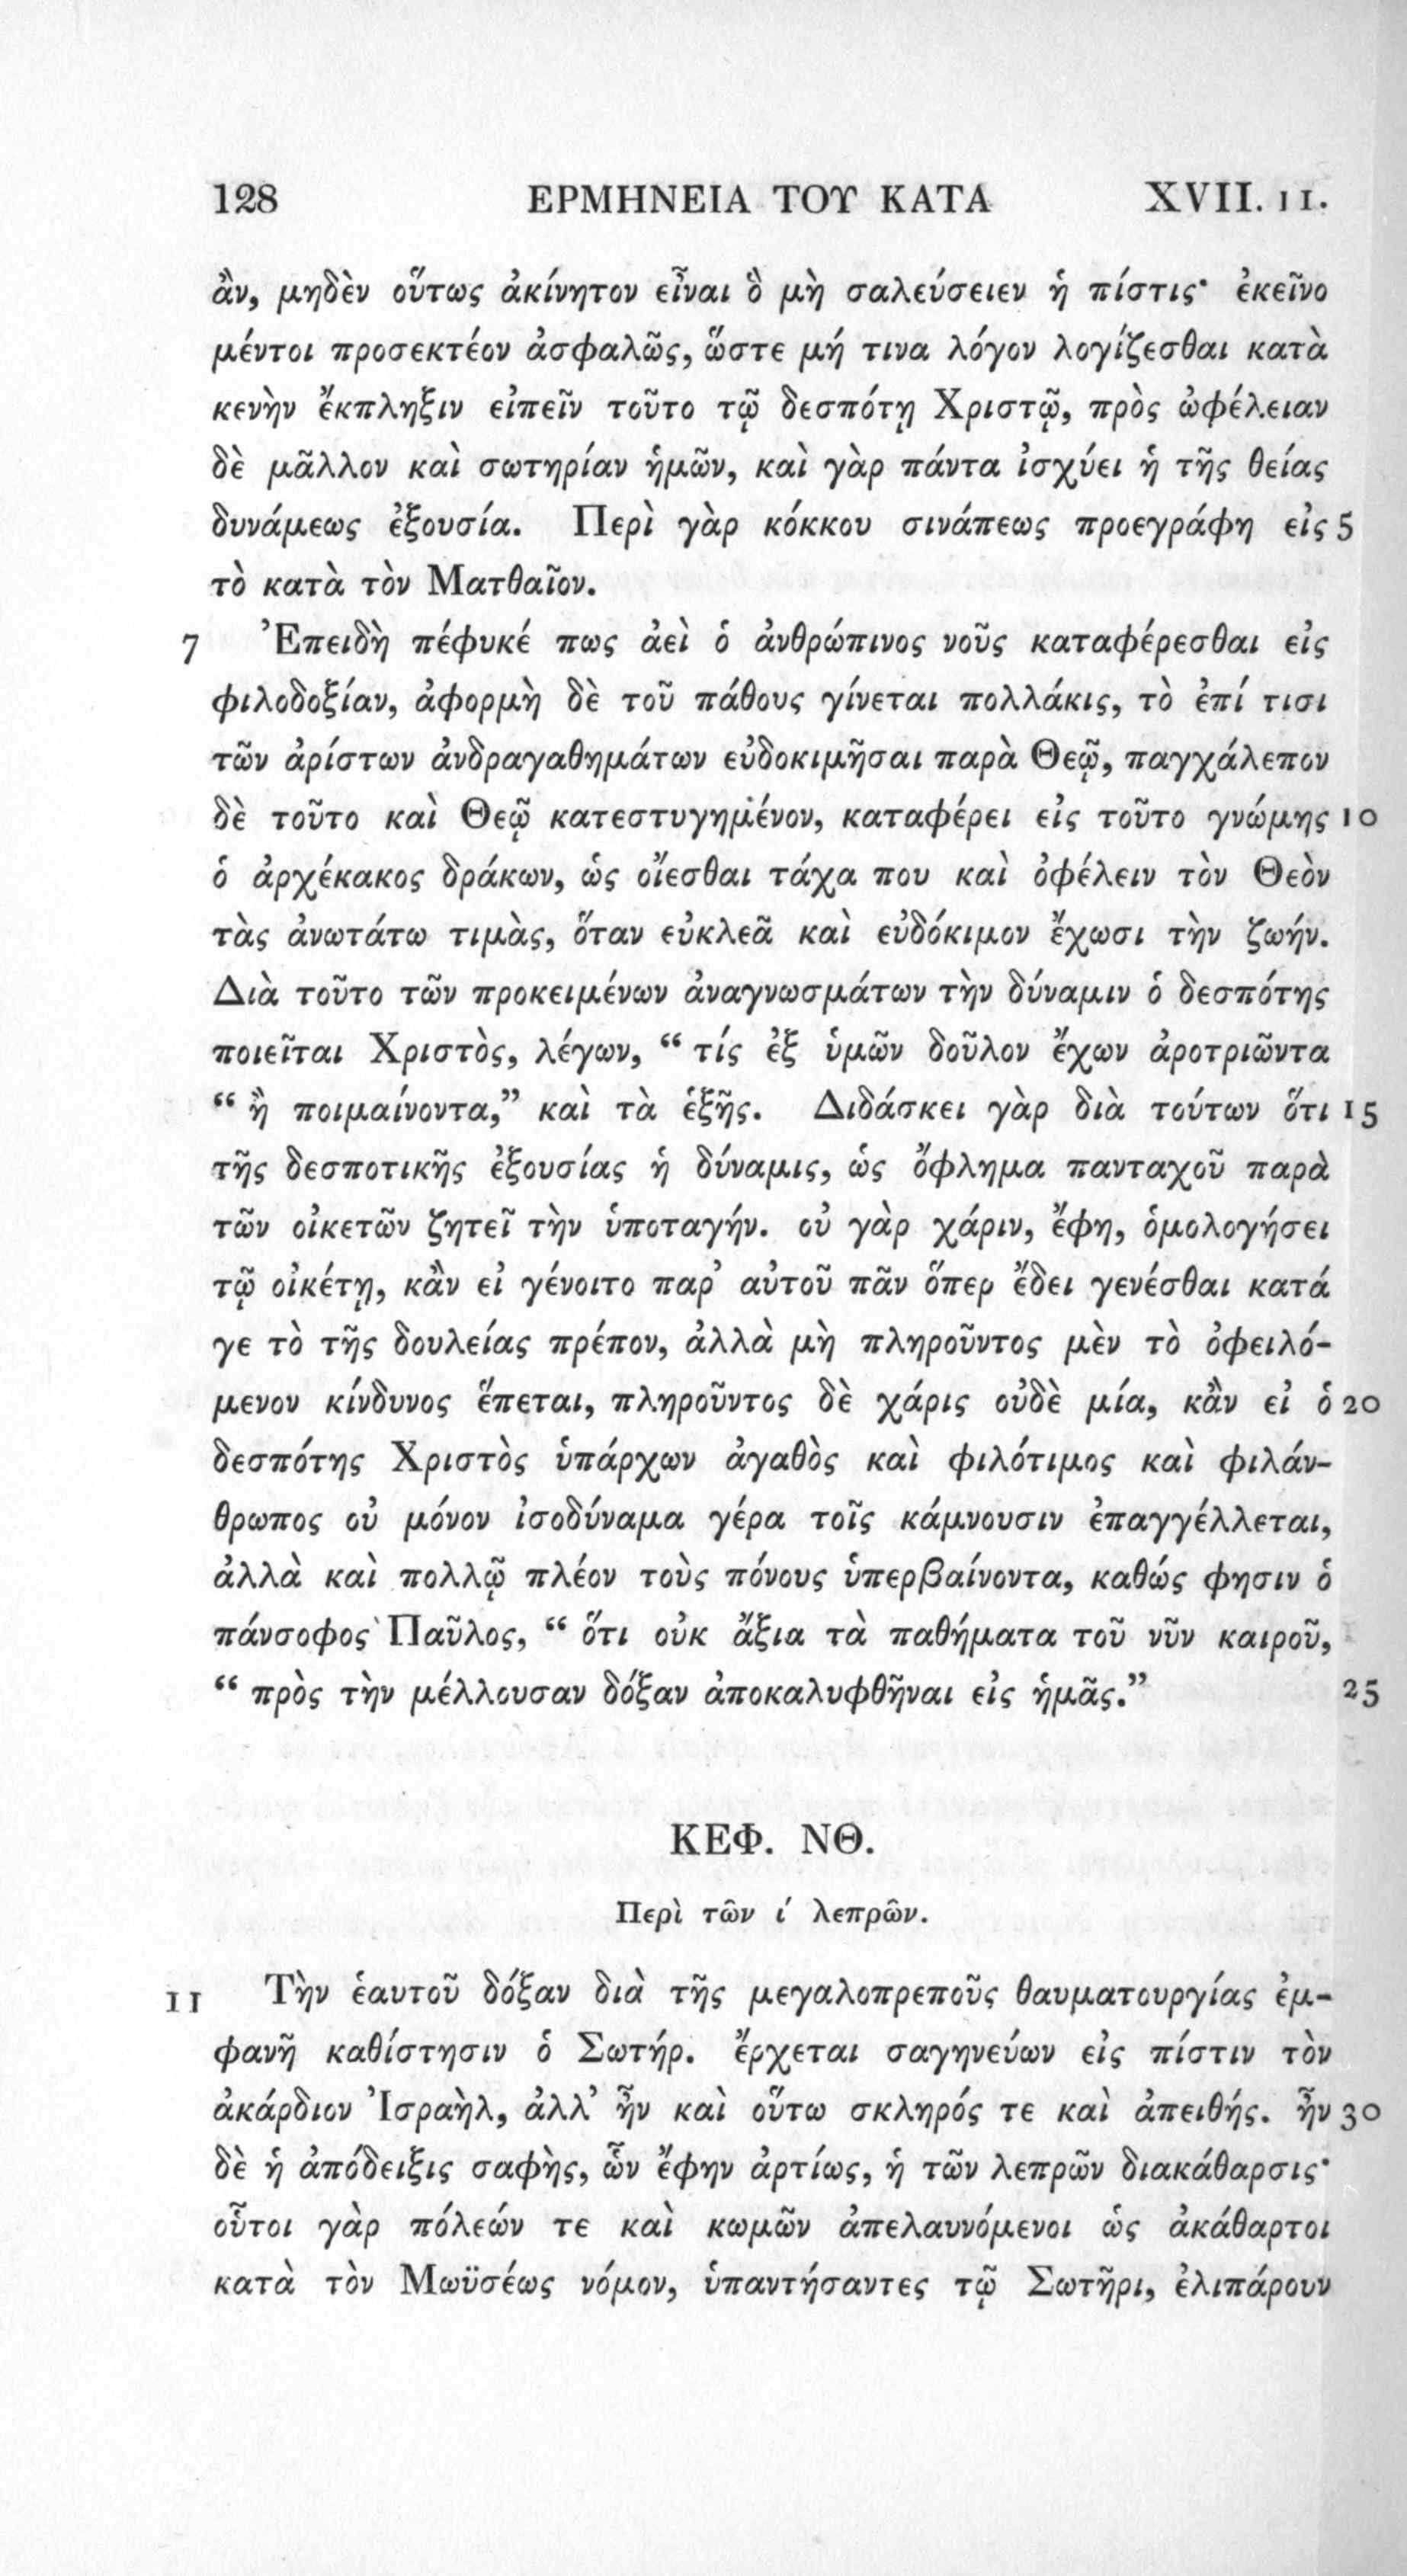 128 ΕΡΜΗΝΕΙΑ ΤΟΥ ΚΑΤΑ XVII. 11.
ἂν, μηδὲν οὕτως ἀκίνητον εἶναι ὃ μὴ σαλεύσειεν ἡ πίστις· ἐκεῖνο
μέντοι προσεκτέον ἀσφαλῶς, ὥστε μή τινα λόγον λογίζεσθαι κατὰ
κενὴν ἔκπληξιν εἰπεῖν τοῦτο τῷ δεσπότῃ Χριστῷ, πρὸς ὠφέλειαν
δὲ μᾶλλον καὶ σωτηρίαν ἡμῶν, καὶ γὰρ πάντα ἰσχύει ἡ τῆς θείας
δυνάμεως ἐξουσία. Περὶ γὰρ κόκκου σινάπεως προεγράφη εἰς 5
τὸ κατὰ τὸν Ματθαῖον.
7 Ἐπειδὴ πέφυκέ πως ἀεὶ ὁ ἀνθρώπινος νοῦς καταφέρεσθαι εἰς
φιλοδοξίαν, ἀφορμὴ δὲ τοῦ πάθους γίνεται πολλάκις, τὸ ἐπί τισι
τῶν ἀρίστων ἀνδραγαθημάτων εὐδοκιμῆσαι παρὰ Θεῷ, παγχάλεπον
δὲ τοῦτο καὶ Θεῷ κατεστυγημένον, καταφέρει εἰς τοῦτο γνώμης 10
ὁ ἀρχέκακος δράκων, ὡς οἴεσθαι τάχα που καὶ ὀφέλειν τὸν Θεὸν
τὰς ἀνωτάτω τιμὰς, ὅταν εὐκλεᾶ καὶ εὐδόκιμον ἔχωσι τὴν ζωήν.
Διὰ τοῦτο τῶν προκειμένων ἀναγνωσμάτων τὴν δύναμιν ὁ δεσπότης
ποιεῖται Χριστὸς, λέγων, “ τίς ἐξ ὑμῶν δοῦλον ἔχων ἀροτριῶντα
“ ἢ ποιμαίνοντα,” καὶ τὰ ἑξῆς. Διδάσκει γὰρ διὰ τούτων ὅτι 15
τῆς δεσποτικῆς ἐξουσίας ἡ δύναμις, ὡς ὄφλημα πανταχοῦ παρὰ
τῶν οἰκετῶν ζητεῖ τὴν ὑποταγήν. οὐ γὰρ χάριν, ἔφη, ὁμολογήσει
τῷ οἰκέτῃ, κἂν εἰ γένοιτο παρ’ αὐτοῦ πᾶν ὅπερ ἔδει γενέσθαι κατά
γε τὸ τῆς δουλείας πρέπον, ἀλλὰ μὴ πληροῦντος μὲν τὸ ὀφειλό-
μενον κίνδυνος ἕπεται, πληροῦντος δὲ χάρις οὐδὲ μία, κἂν εἰ ὁ 20
δεσπότης Χριστὸς ὑπάρχων ἀγαθὸς καὶ φιλότιμος καὶ φιλάν-
θρωπος οὐ μόνον ἰσοδύναμα γέρα τοῖς κάμνουσιν ἐπαγγέλλεται,
ἀλλὰ καὶ πολλῷ πλέον τοὺς πόνους ὑπερβαίνοντα, καθώς φησιν ὁ
πάνσοφος Παῦλος, “ ὅτι οὐκ ἄξια τὰ παθήματα τοῦ νῦν καιροῦ,
“ πρὸς τὴν μέλλουσαν δόξαν ἀποκαλυφθῆναι εἰς ἡμᾶς.” 25
ΚΕΦ. ΝΘ.
Περὶ τῶν ί λεπρῶν.
11 Τὴν ἑαυτοῦ δόξαν διὰ τῆς μεγαλοπρεποῦς θαυματουργίας ἐμ-
φανῆ καθίστησιν ὁ Σωτήρ. ἔρχεται σαγηνεύων εἰς πίστιν τὸν
ἀκάρδιον Ἰσραὴλ, ἀλλ’ ἦν καὶ οὕτω σκληρός τε καὶ ἀπειθής. ἦν 30
δὲ ἡ ἀπόδειξις σαφὴς, ὧν ἔφην ἀρτίως, ἡ τῶν λεπρῶν διακάθαρσις·
οὗτοι γὰρ πόλεών τε καὶ κωμῶν ἀπελαυνόμενοι ὡς ἀκάθαρτοι
κατὰ τὸν Μωϋσέως νόμον, ὑπαντήσαντες τῷ Σωτῆρι, ἐλιπάρουν